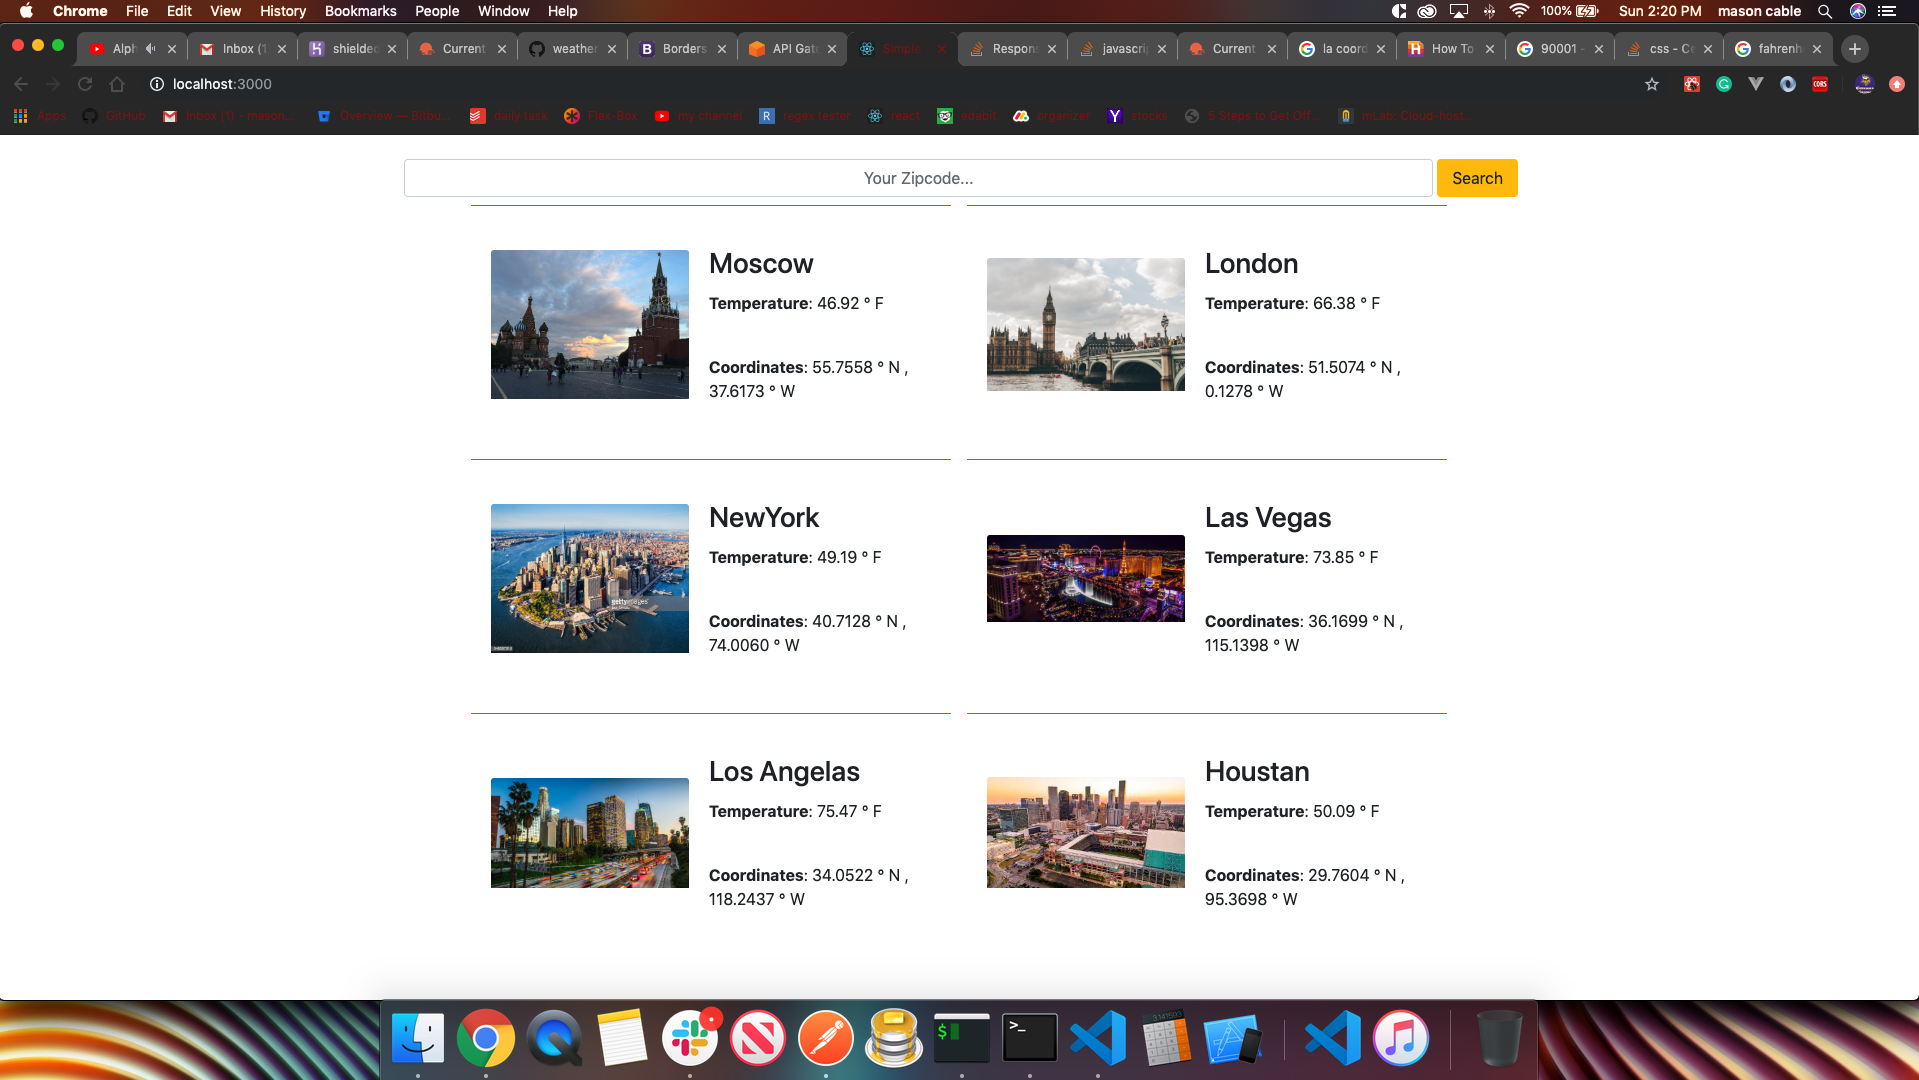 Chrome File Edit View History Bookmarks People Window Help 100% Sun 2:20 PM mason cable
Alph Inbox (1 shielded Current weather Borders API Gate Simple Respons javascrip Current la coord How To 90001 - css - Ce fahrenh
localhost:3000
Apps GitHub Inbox (1) - mason... Overview — Bitbu... daily task Flex-Box my channel regex tester react edabit organizer stocks 5 Steps to Get Off... mLab: Cloud-host...
Your Zipcode... Search
Moscow
Temperature: 46.92 ° F
Coordinates: 55.7558 ° N ,
37.6173 ° W
London
Temperature: 66.38 ° F
Coordinates: 51.5074 ° N ,
0.1278 ° W
NewYork
Temperature: 49.19 ° F
Coordinates: 40.7128 ° N ,
74.0060 ° W
gettyimages
Las Vegas
Temperature: 73.85 ° F
Coordinates: 36.1699 ° N ,
115.1398 ° W
Los Angelas
Temperature: 75.47 ° F
Coordinates: 34.0522 ° N ,
118.2437 ° W
Houstan
Temperature: 50.09 ° F
Coordinates: 29.7604 ° N ,
95.3698 ° W